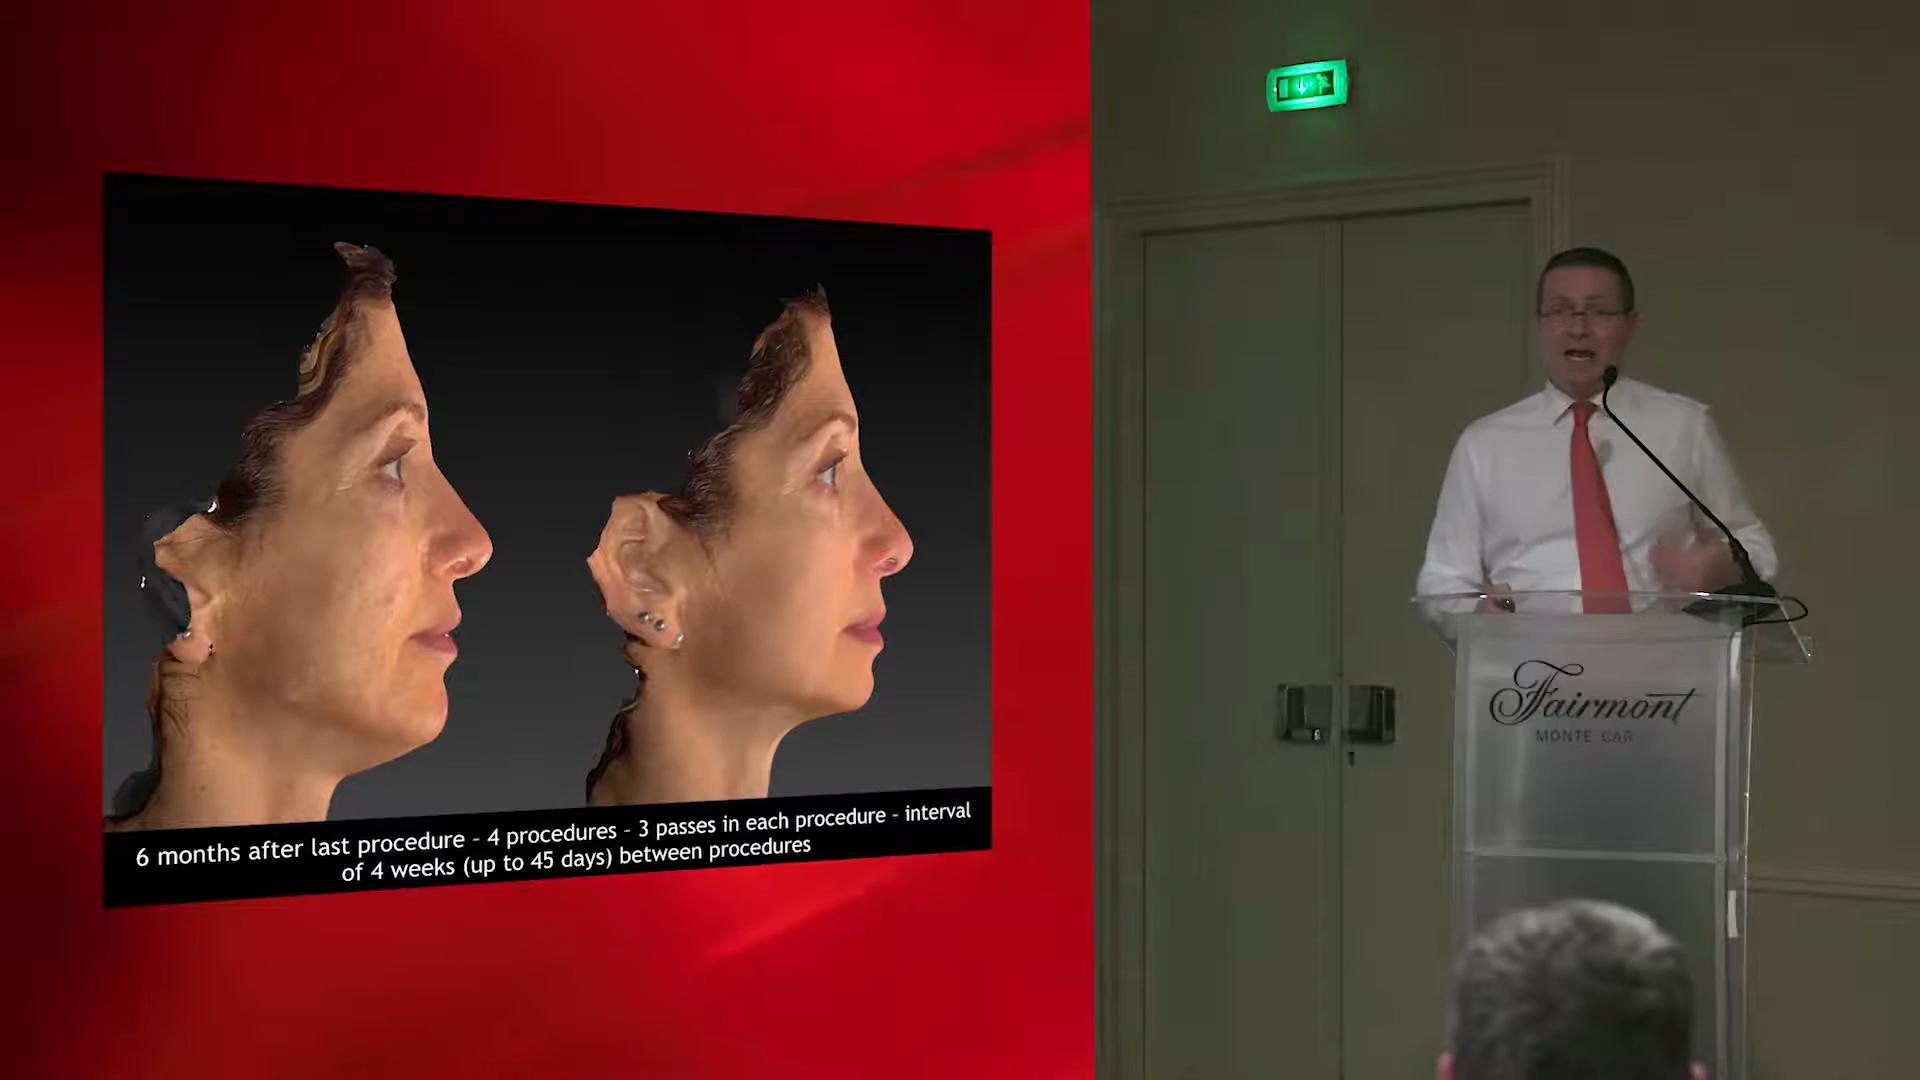 6 months after last procedure – 4 procedures – 3 passes in each procedure – interval
of 4 weeks (up to 45 days) between procedures
Fairmont
MONTE CAR